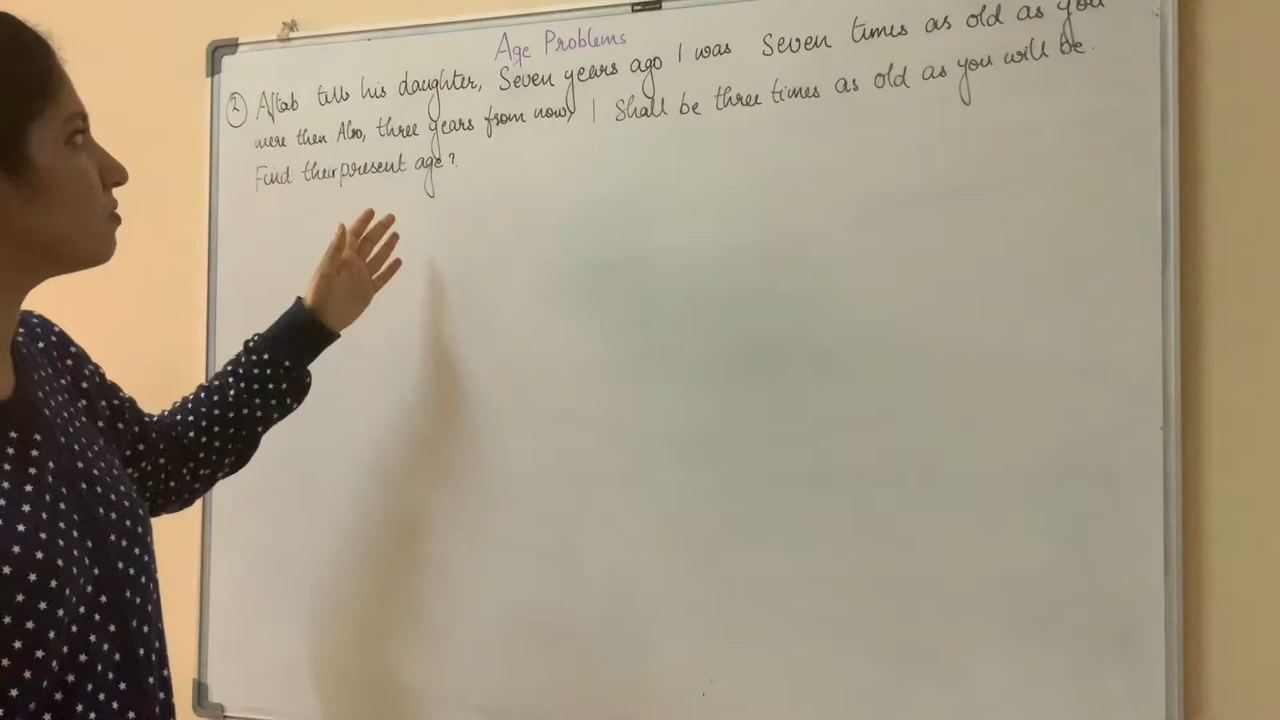 Age Problems
② Aftab tells his daughter, Seven years ago I was Seven times as old as you
were then. Also, three years from now, I Shall be three times as old as you will be.
Find their present age?